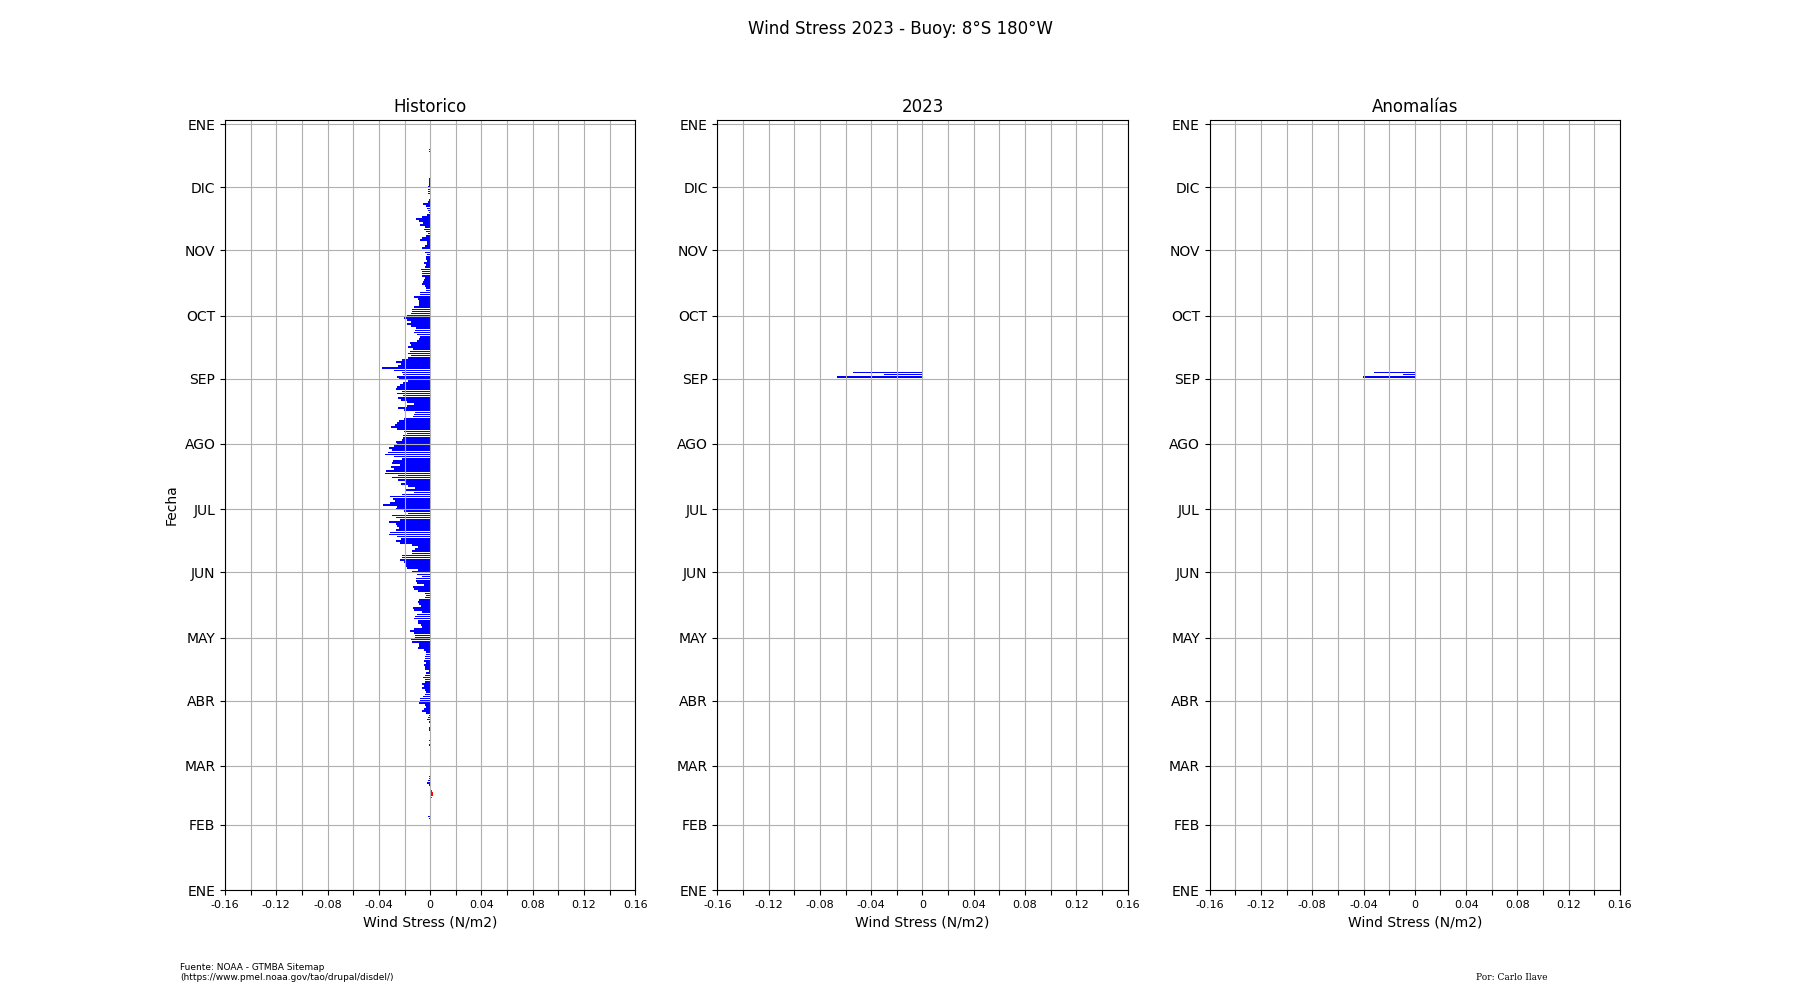 Wind Stress 2023 - Buoy: 8°S 180°W
Historico
ENE
DIC
NOV
OCT
SEP
AGO
JUL
JUN
MAY
ABR
MAR
FEB
ENE
Fecha
-0.16 -0.12 -0.08 -0.04 0 0.04 0.08 0.12 0.16
Wind Stress (N/m2)
2023
ENE
DIC
NOV
OCT
SEP
AGO
JUL
JUN
MAY
ABR
MAR
FEB
ENE
-0.16 -0.12 -0.08 -0.04 0 0.04 0.08 0.12 0.16
Wind Stress (N/m2)
Anomalías
ENE
DIC
NOV
OCT
SEP
AGO
JUL
JUN
MAY
ABR
MAR
FEB
ENE
-0.16 -0.12 -0.08 -0.04 0 0.04 0.08 0.12 0.16
Wind Stress (N/m2)
Fuente: NOAA - GTMBA Sitemap
(https://www.pmel.noaa.gov/tao/drupal/disdel/)
Por: Carlo Ilave